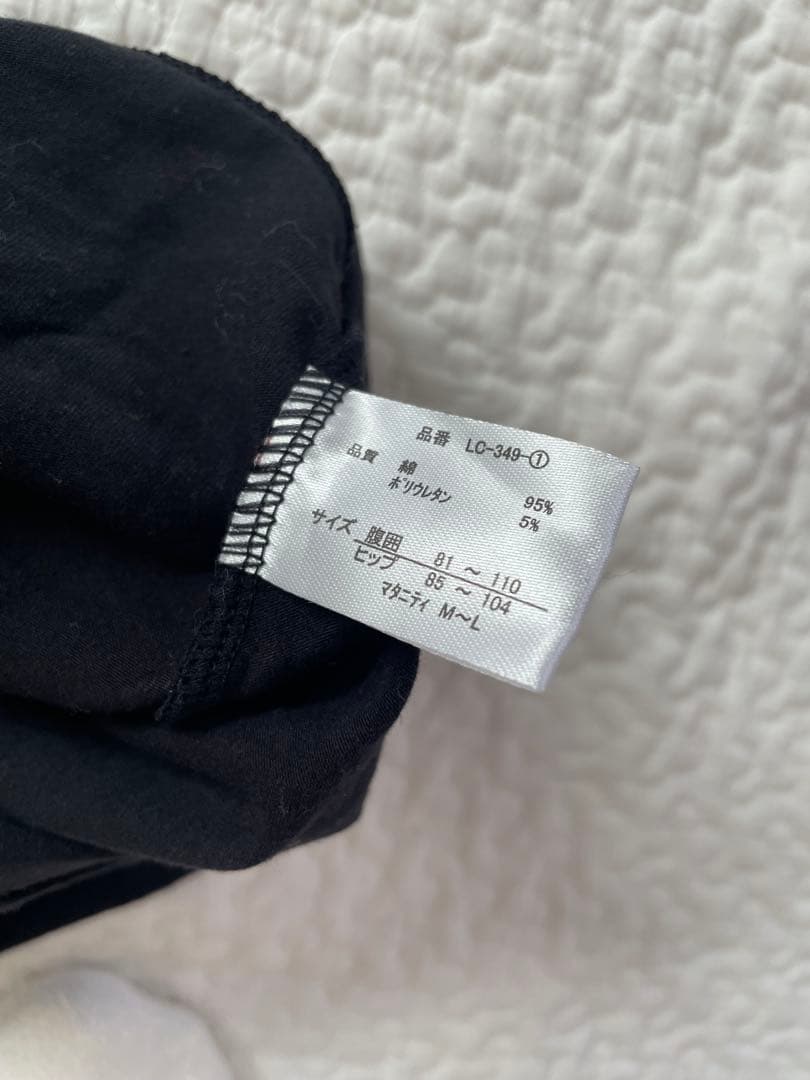 品番 LC-349-①
品質 綿 95%
ポリウレタン 5%
サイズ 腹囲 81 ～ 110
ヒップ 85 ～ 104
マタニティ M～L